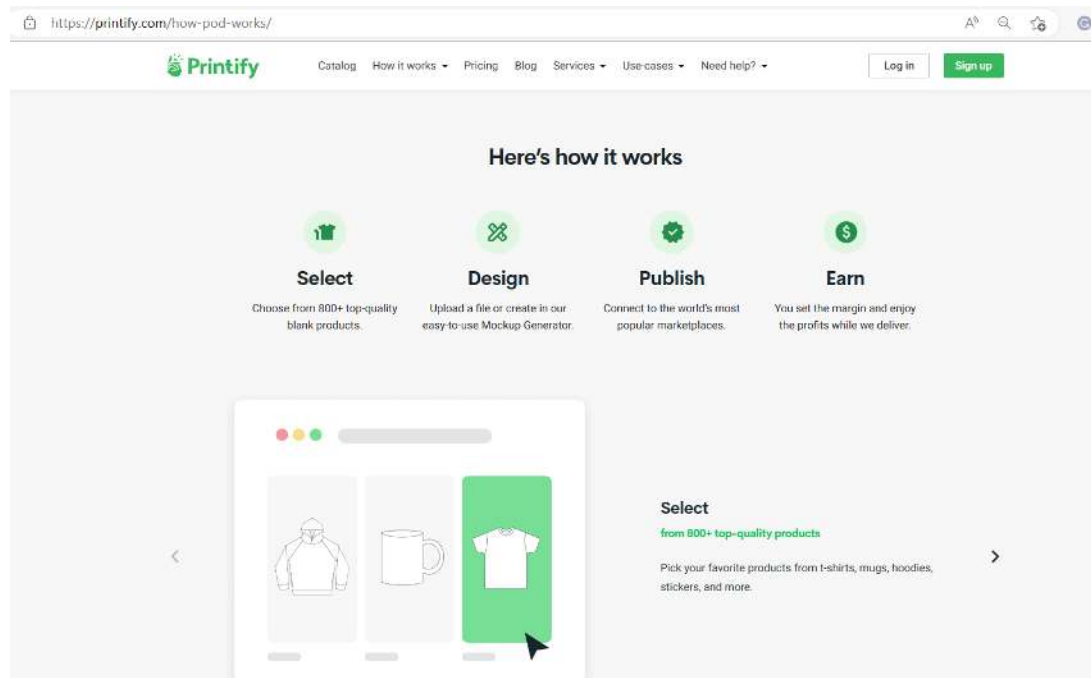 https://printify.com/how-pod-works/
Printify
Catalog How it works Pricing Blog Services Use-cases Need help? Log in Sign up
Here's how it works
Select Design Publish Earn
Choose from 800+ top-quality Upload a file or create in our Connect to the world's most You set the margin and enjoy
blank products. easy-to-use Mockup Generator. popular marketplaces. the profits while we deliver.
Select
from 800+ top-quality products
Pick your favorite products from t-shirts, mugs, hoodies,
stickers, and more.